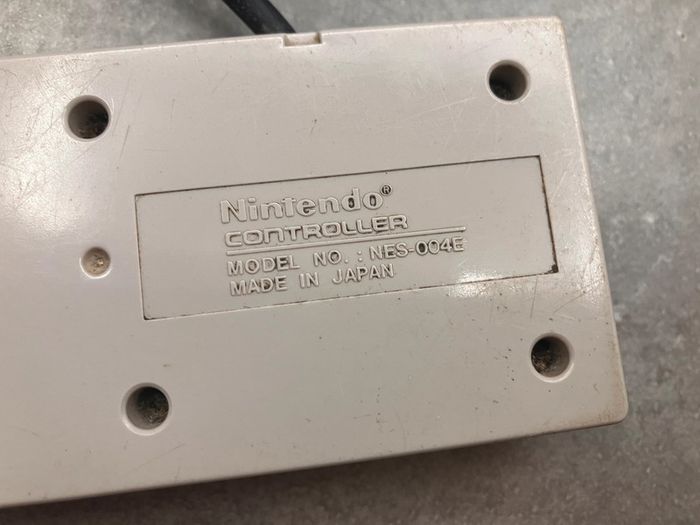 Nintendo®
CONTROLLER
MODEL NO. : NES-004E
MADE IN JAPAN